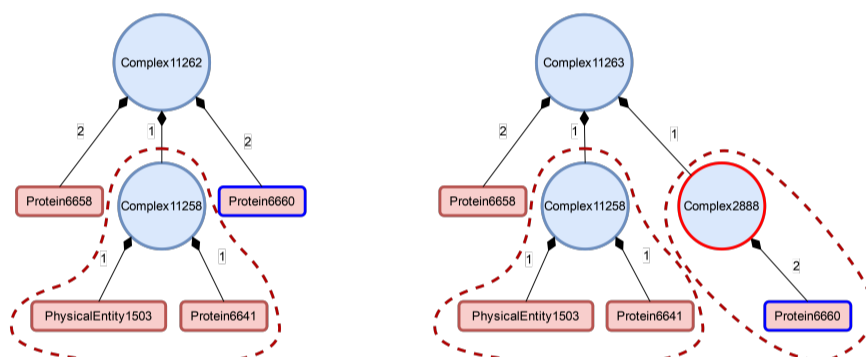 Complex11262
Complex11263
2
1
2
2
1
1
Protein6658
Complex11258
Protein6660
Protein6658
Complex11258
Complex2888
1
1
1
1
2
PhysicalEntity1503
Protein6641
PhysicalEntity1503
Protein6641
Protein6660